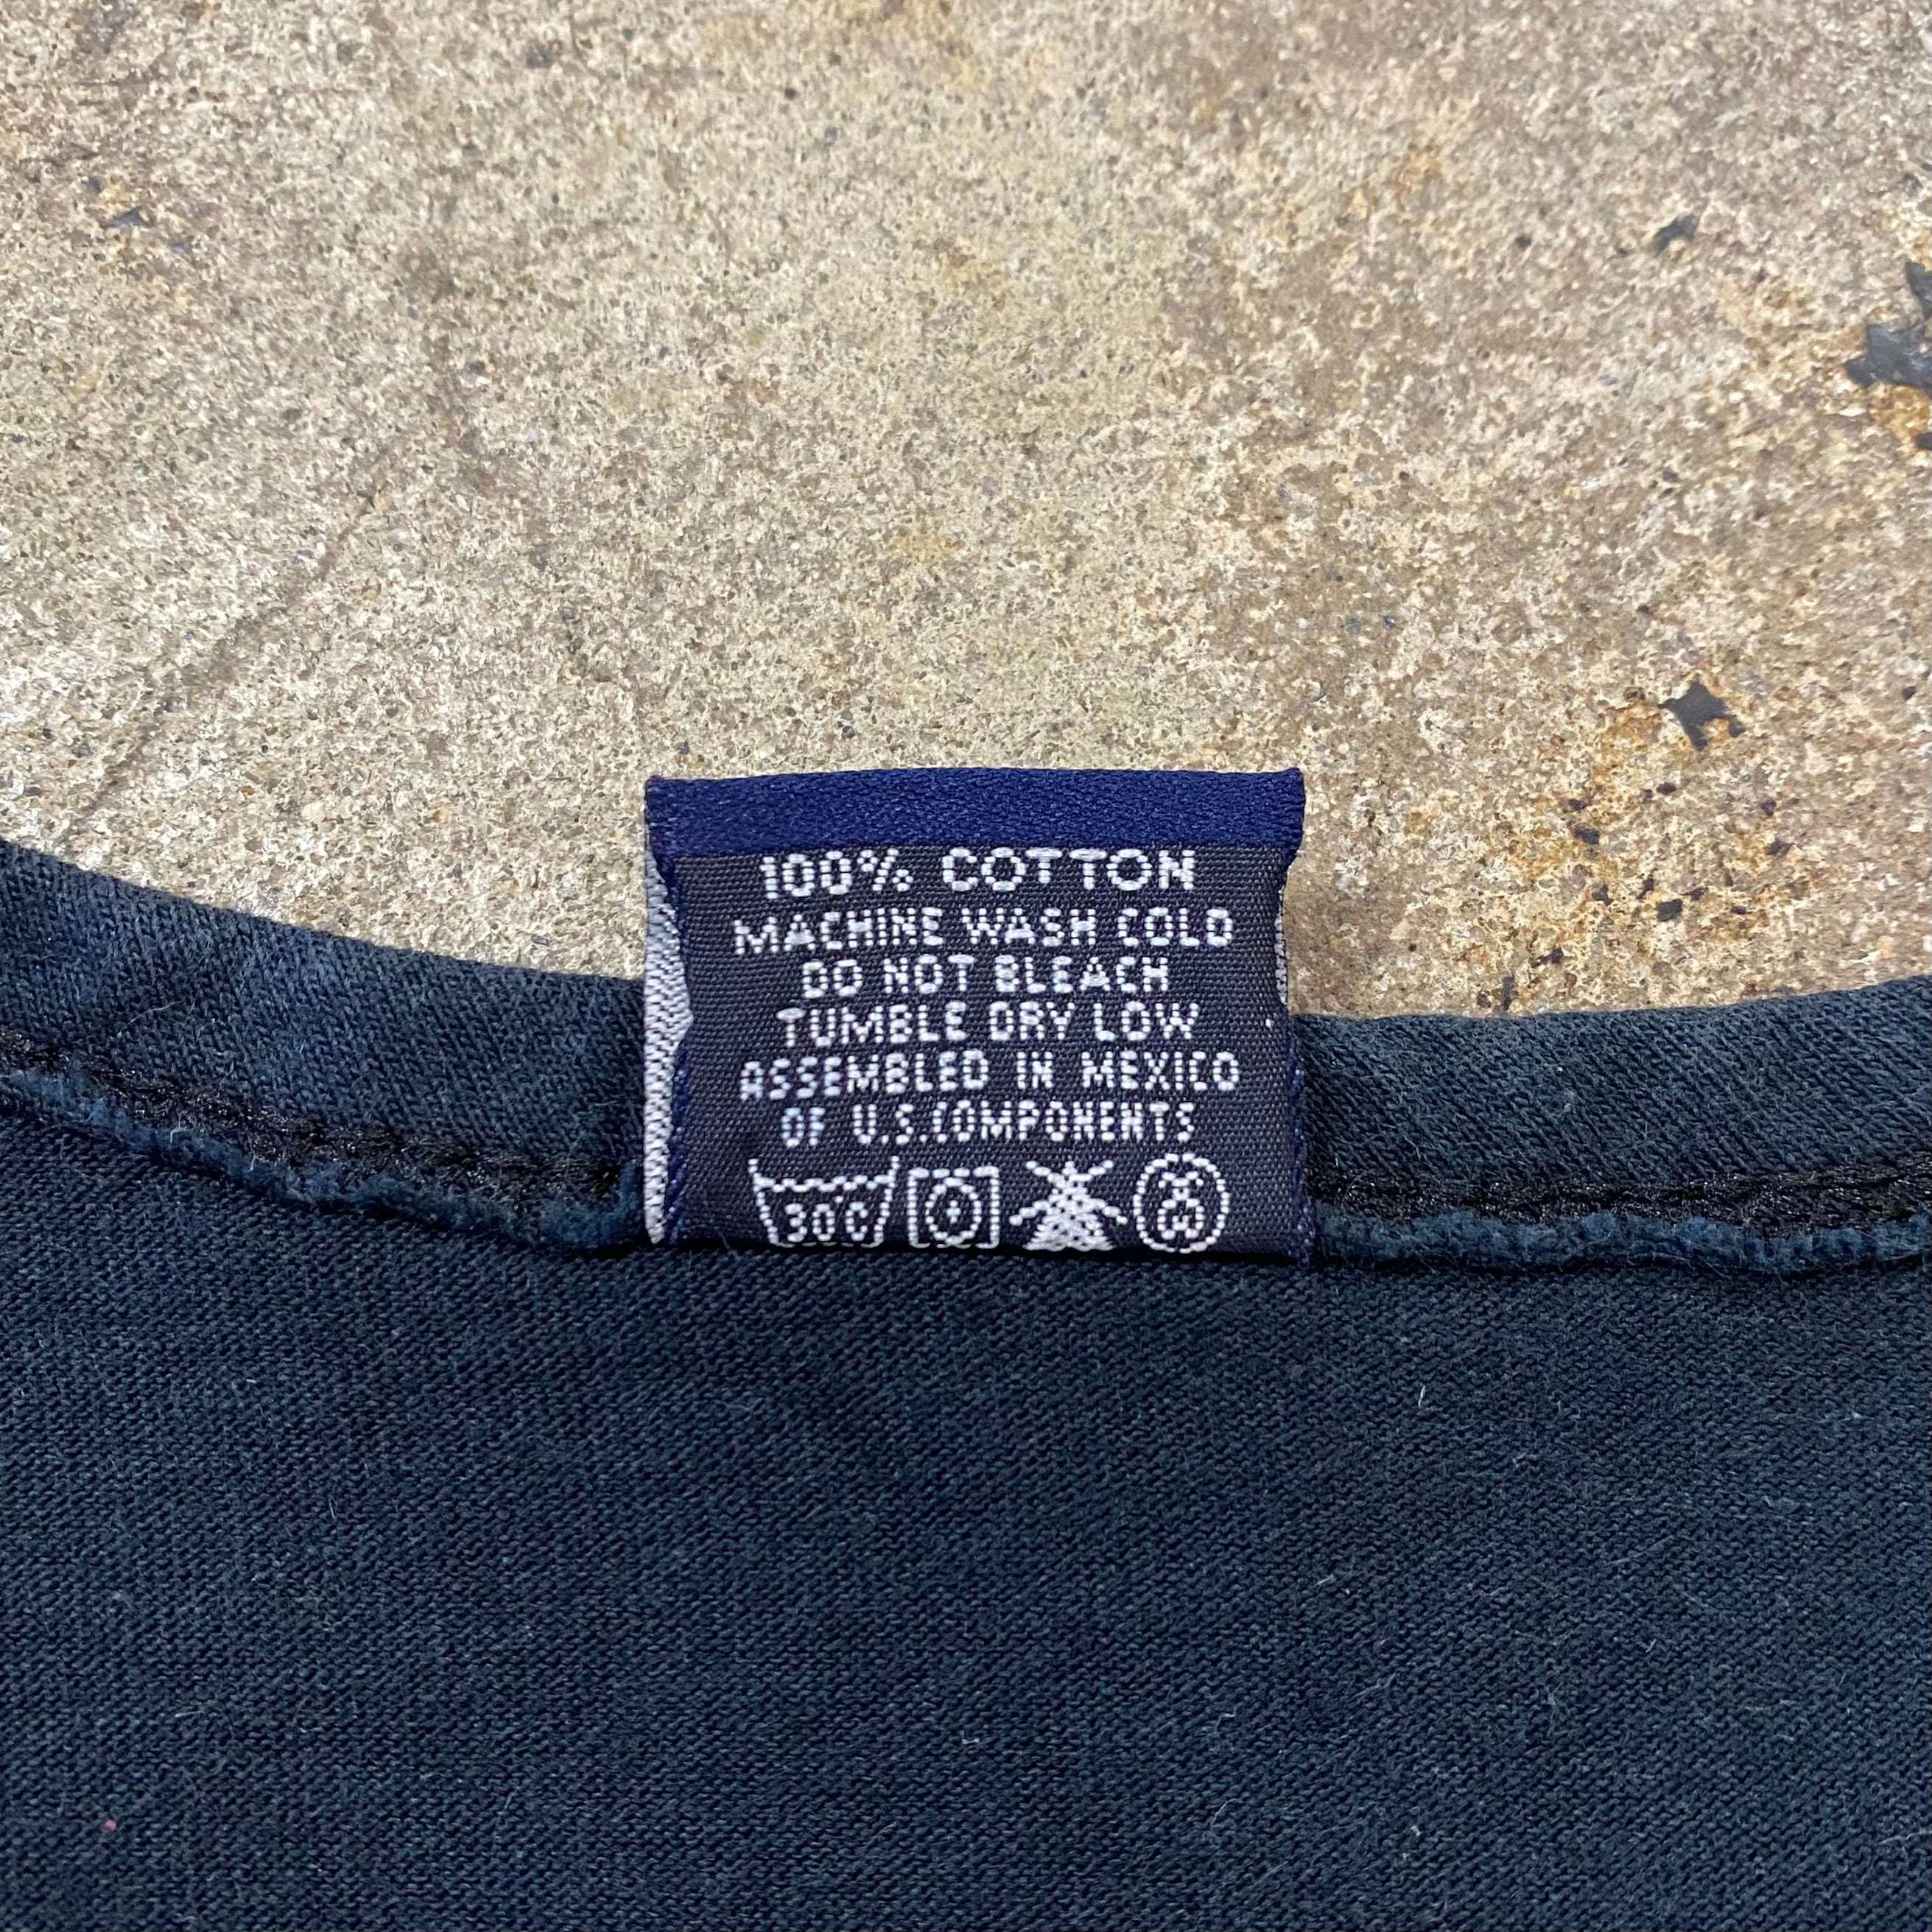 100% COTTON
MACHINE WASH COLD
DO NOT BLEACH
TUMBLE DRY LOW
ASSEMBLED IN MEXICO
OF U.S.COMPONENTS
30°C